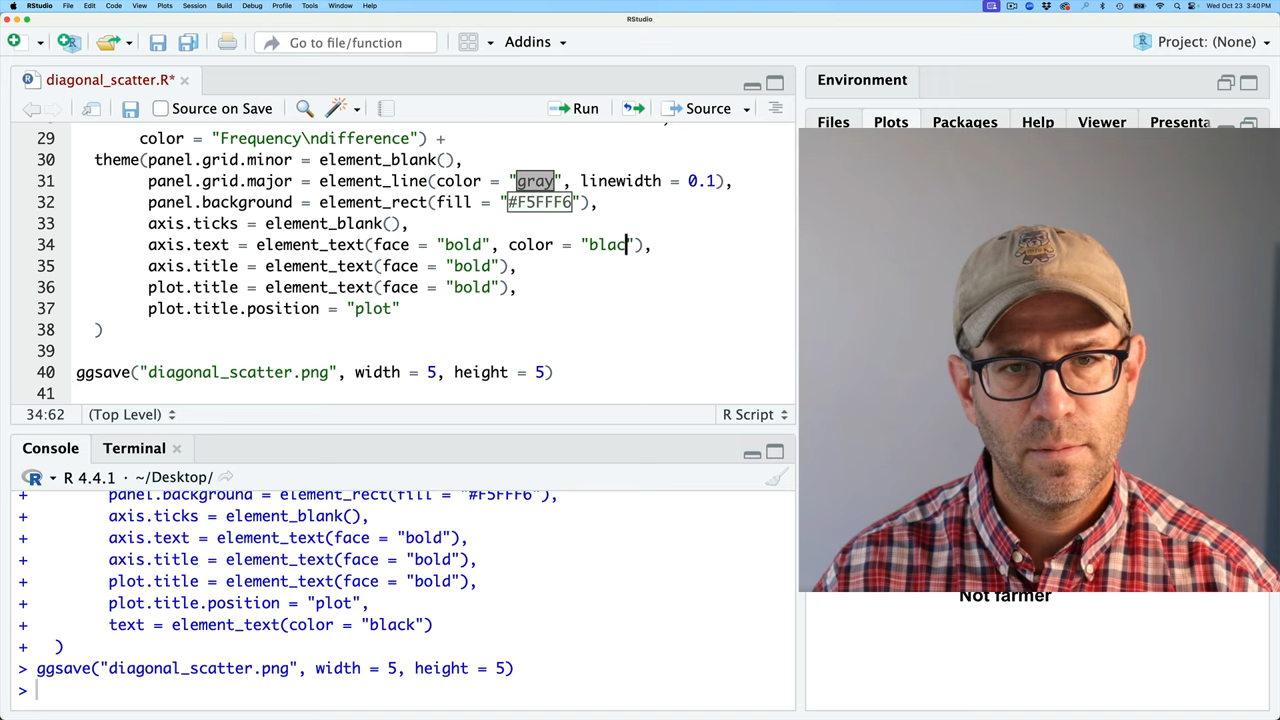 RStudio File Edit Code View Plots Session Build Debug Profile Tools Window Help Wed Oct 23 3:40PM
RStudio
Go to file/function Addins Project: (None)
diagonal_scatter.R*
Source on Save Run Source
29 color = "Frequency\ndifference") +
30 theme(panel.grid.minor = element_blank(),
31 panel.grid.major = element_line(color = "gray", linewidth = 0.1),
32 panel.background = element_rect(fill = "#F5FFF6"),
33 axis.ticks = element_blank(),
34 axis.text = element_text(face = "bold", color = "blac"),
35 axis.title = element_text(face = "bold"),
36 plot.title = element_text(face = "bold"),
37 plot.title.position = "plot"
38 )
39
40 ggsave("diagonal_scatter.png", width = 5, height = 5)
41
34:62 (Top Level) R Script
Console Terminal
R 4.4.1 · ~/Desktop/
+ panel.background = element_rect(fill = "#F5FFF6"),
+ axis.ticks = element_blank(),
+ axis.text = element_text(face = "bold"),
+ axis.title = element_text(face = "bold"),
+ plot.title = element_text(face = "bold"),
+ plot.title.position = "plot",
+ text = element_text(color = "black")
+ )
> ggsave("diagonal_scatter.png", width = 5, height = 5)
>
Environment
Files Plots Packages Help Viewer Presenta
Not farmer